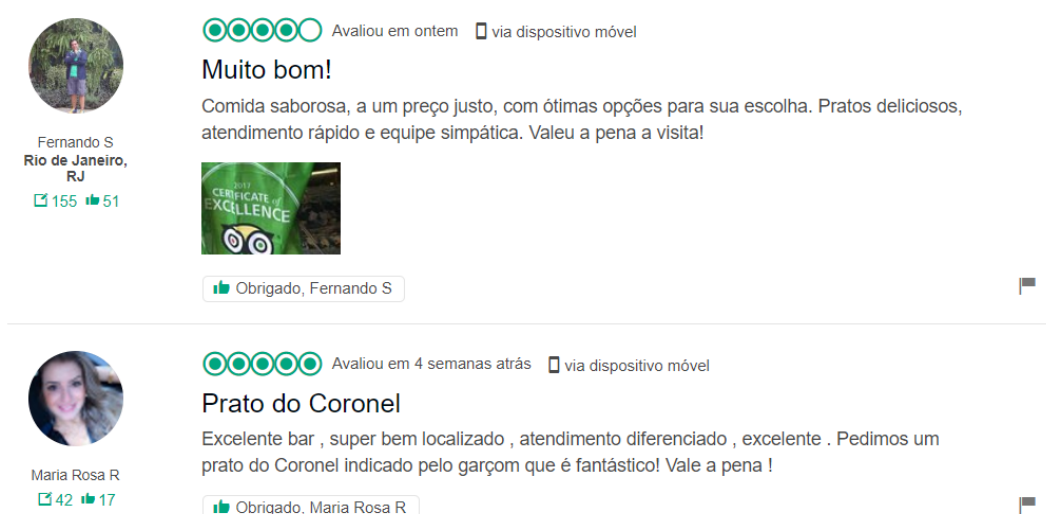 Avaliou em ontem via dispositivo móvel
Muito bom!
Comida saborosa, a um preço justo, com ótimas opções para sua escolha. Pratos deliciosos,
atendimento rápido e equipe simpática. Valeu a pena a visita!
Fernando S
Rio de Janeiro,
RJ
155 51
2017
CERTIFICATE of
EXCELLENCE
Obrigado, Fernando S
Avaliou em 4 semanas atrás via dispositivo móvel
Prato do Coronel
Excelente bar , super bem localizado , atendimento diferenciado , excelente . Pedimos um
prato do Coronel indicado pelo garçom que é fantástico! Vale a pena !
Maria Rosa R
42 17
Obrigado, Maria Rosa R